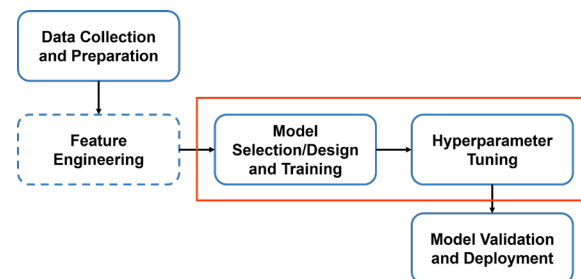 Data Collection
and Preparation
Feature
Engineering
Model
Selection/Design
and Training
Hyperparameter
Tuning
Model Validation
and Deployment